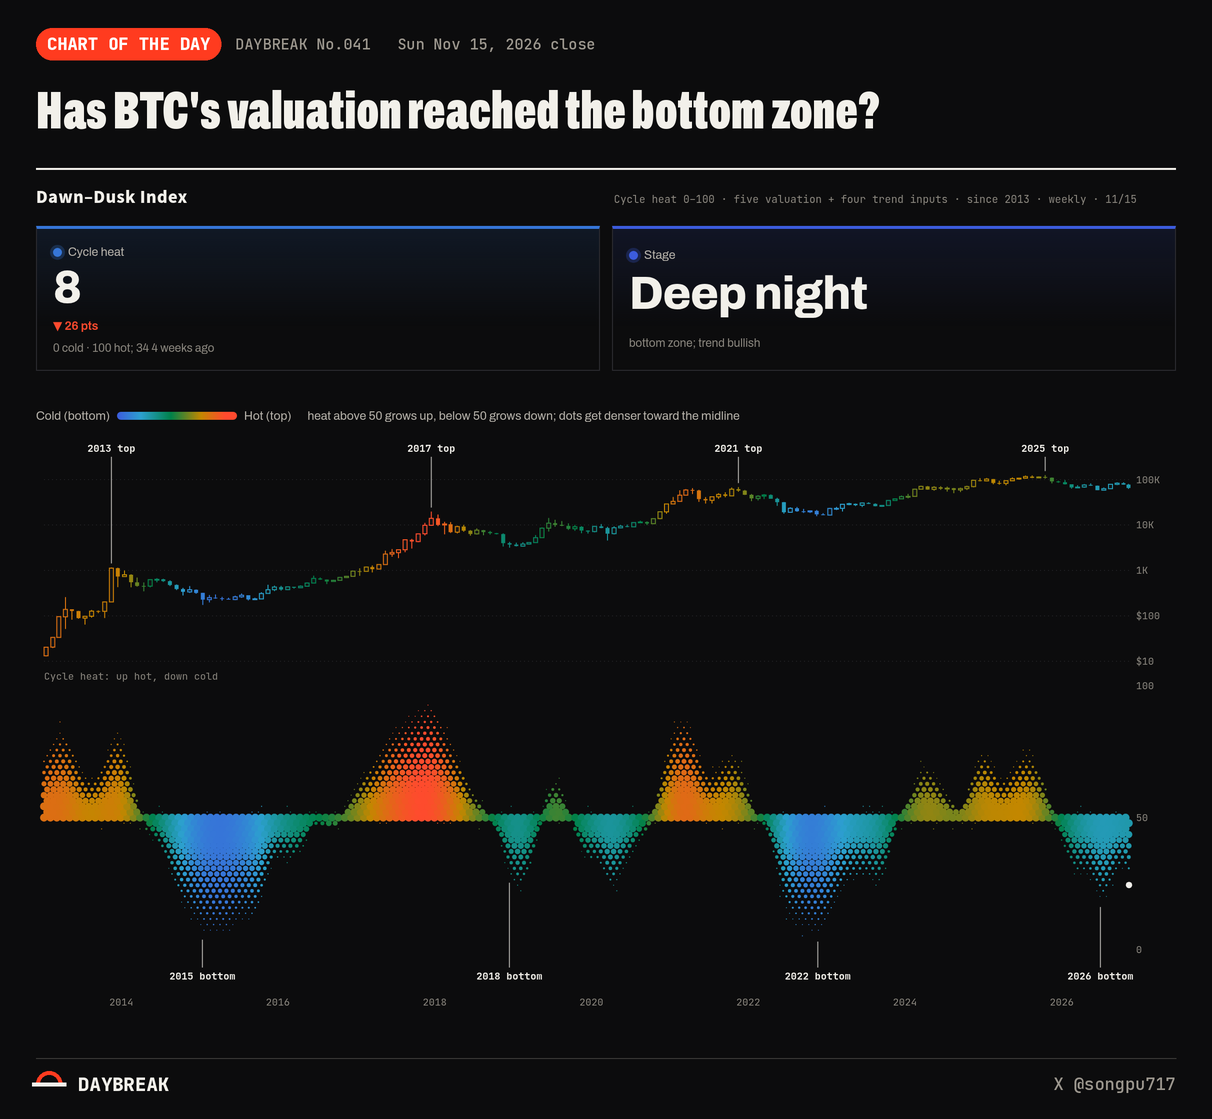 CHART OF THE DAY DAYBREAK No.041 Sun Nov 15, 2026 close
Has BTC's valuation reached the bottom zone?
Dawn–Dusk Index
Cycle heat 0–100 · five valuation + four trend inputs · since 2013 · weekly · 11/15
Cycle heat
8
▼ 26 pts
0 cold · 100 hot; 34 4 weeks ago
Stage
Deep night
bottom zone; trend bullish
Cold (bottom) Hot (top) heat above 50 grows up, below 50 grows down; dots get denser toward the midline
2013 top 2017 top 2021 top 2025 top
100K
10K
1K
$100
$10
Cycle heat: up hot, down cold
100
50
0
2015 bottom 2018 bottom 2022 bottom 2026 bottom
2014 2016 2018 2020 2022 2024 2026
DAYBREAK
X @songpu717